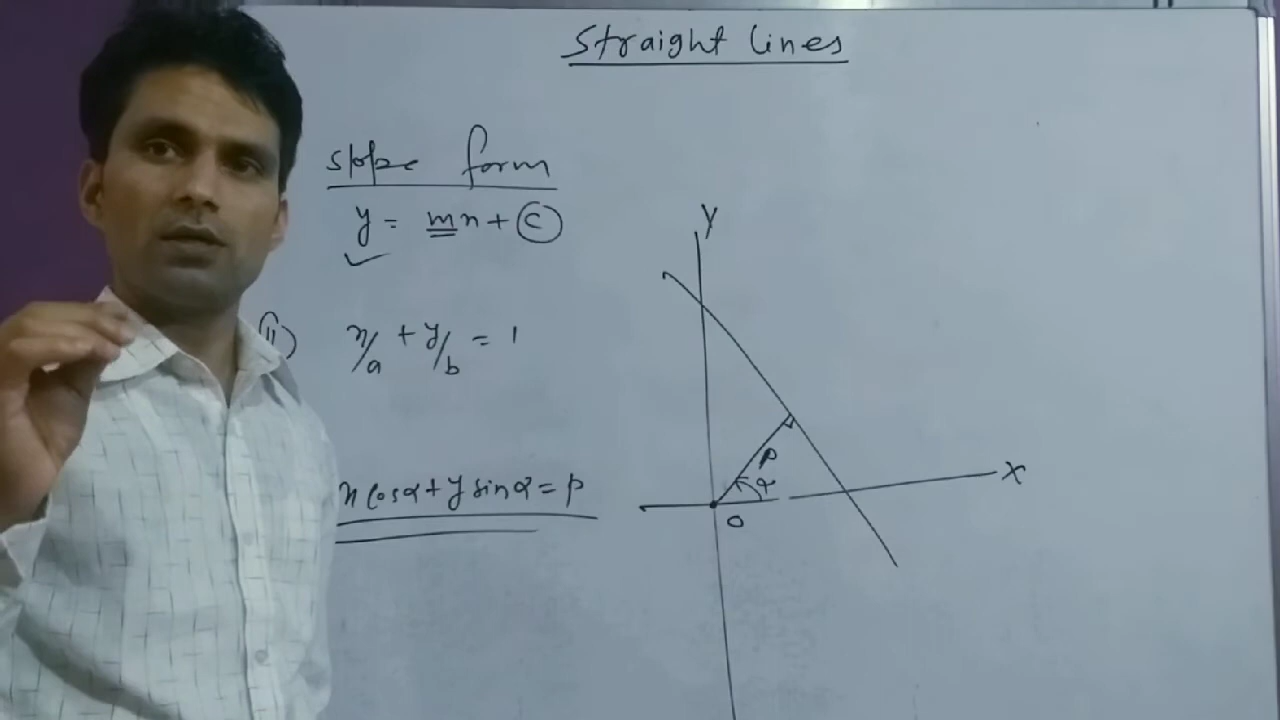 Straight lines
slope form
y = mx + c
(ii) x/a + y/b = 1
x cosα + y sinα = p
Y
p
α
X
O